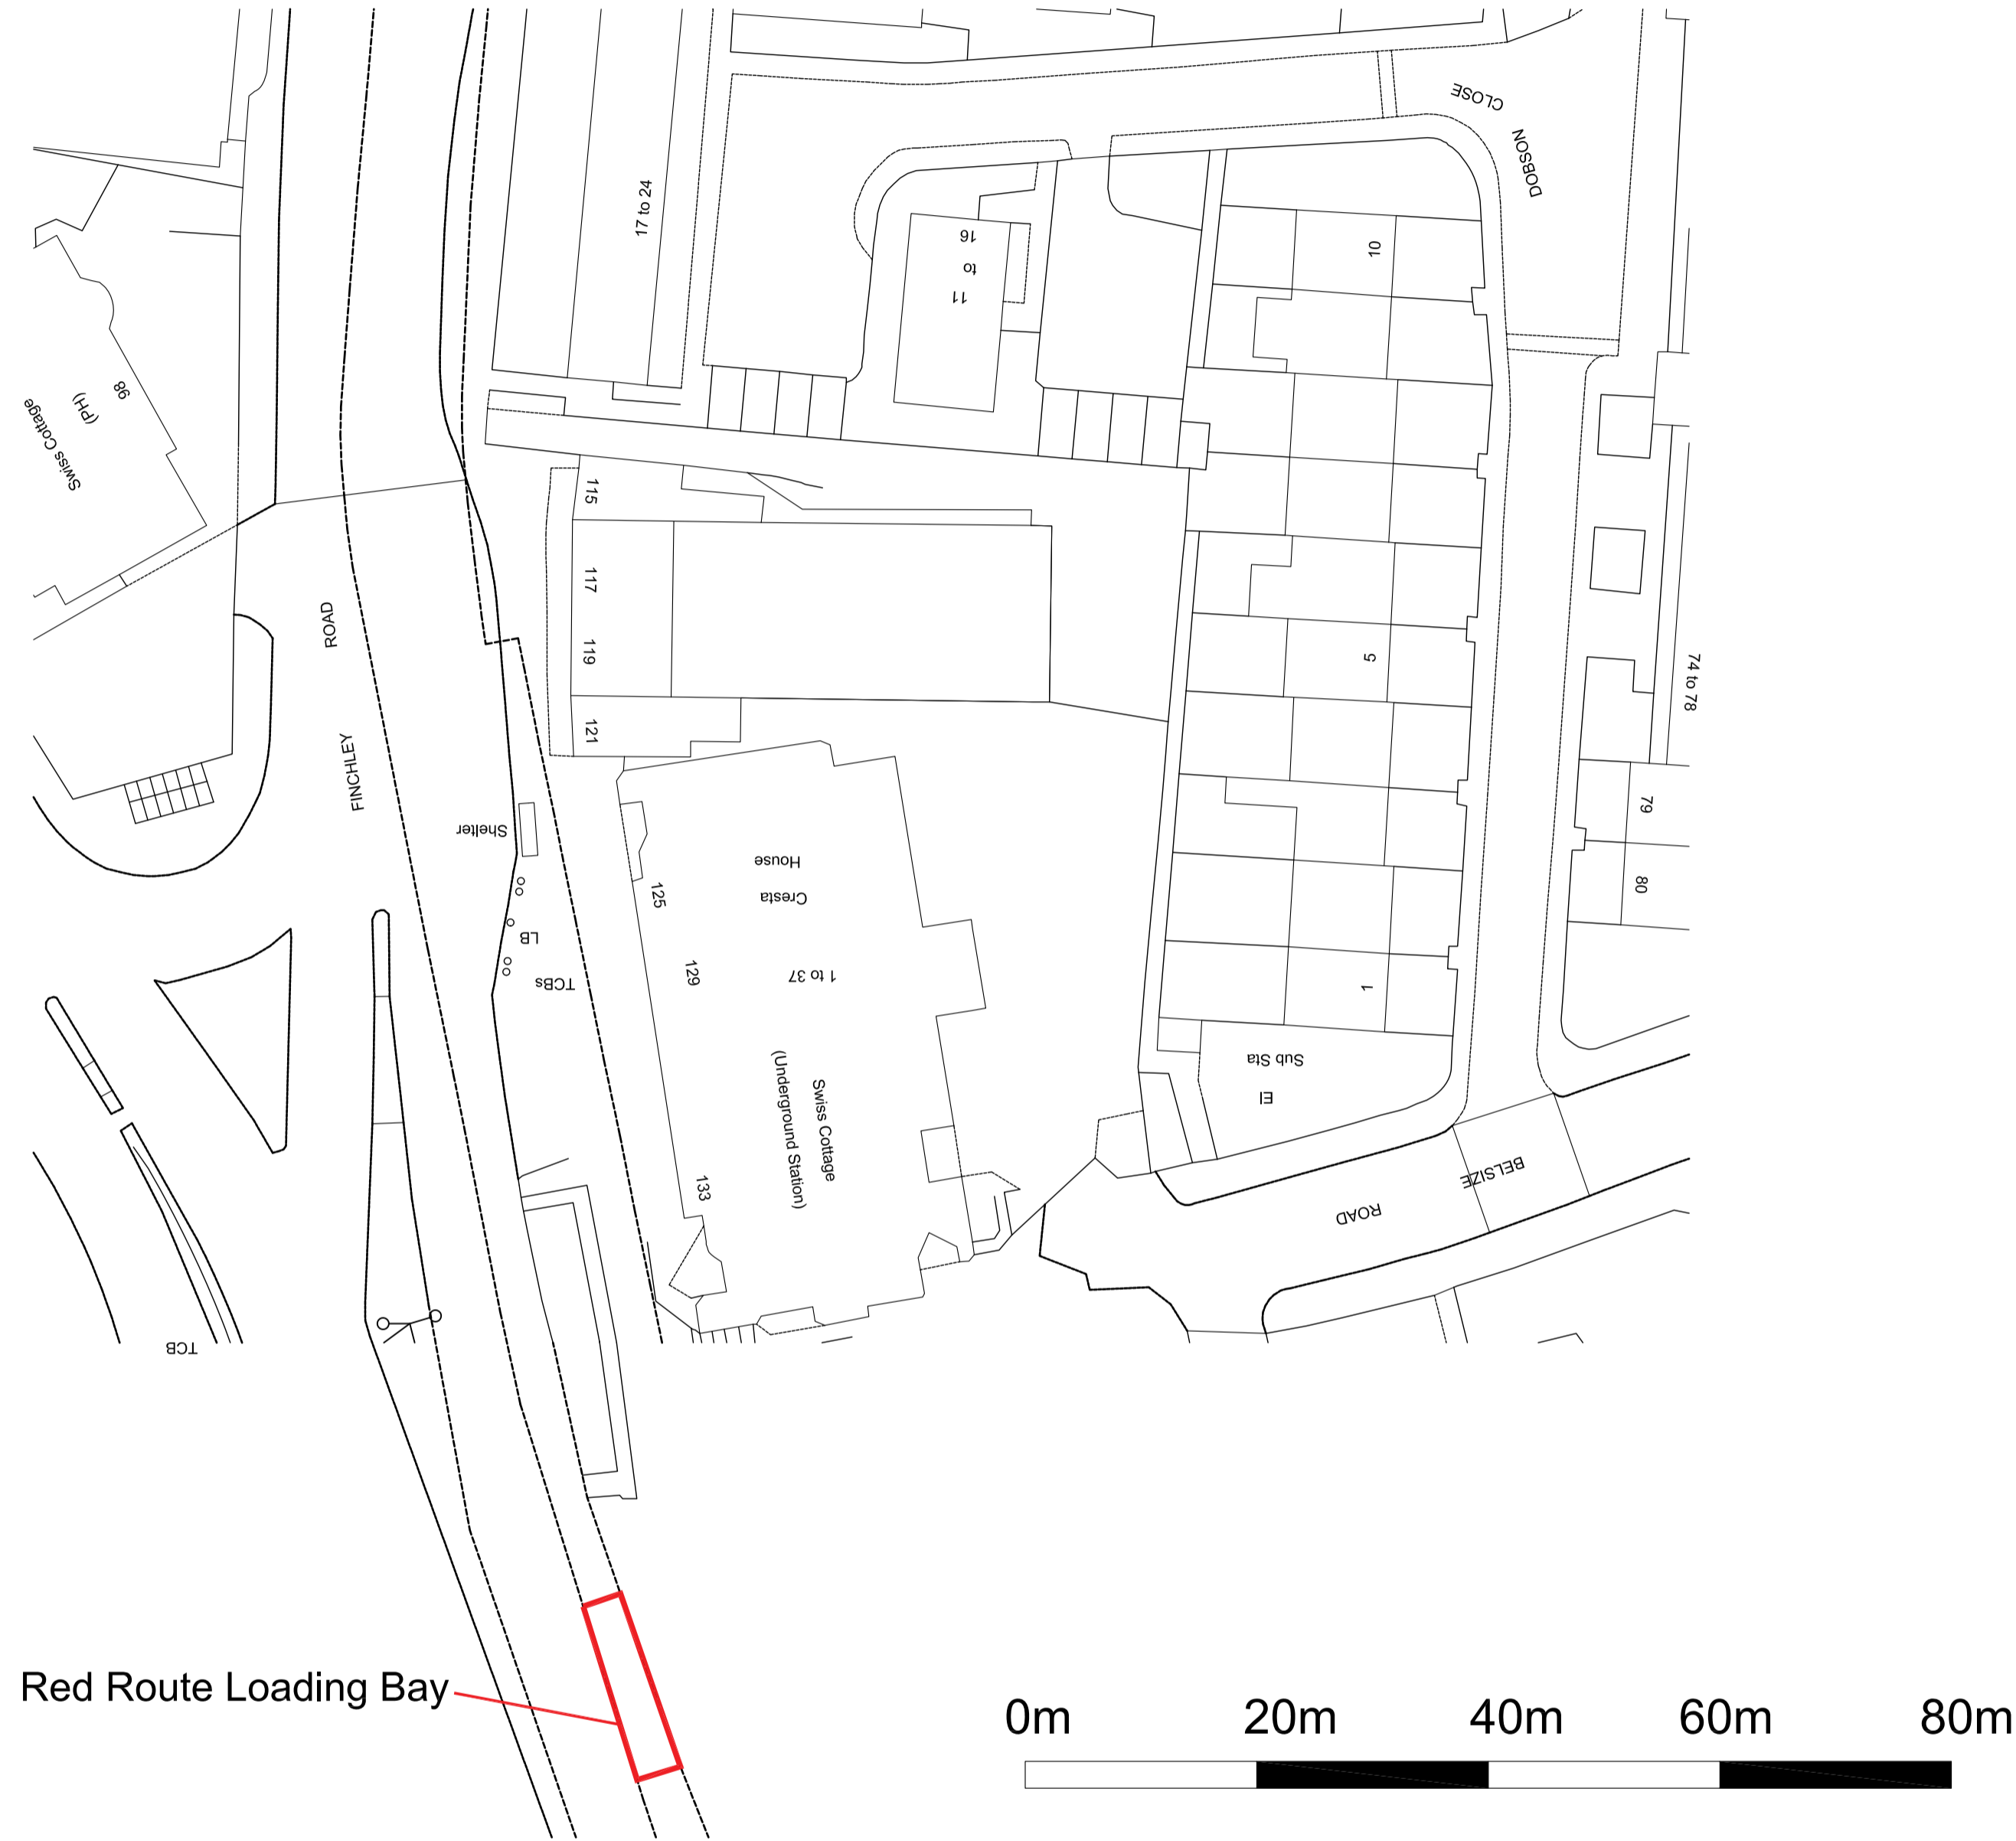 CLOSE
DOBSON
17 to 24
16
to
11
10
98
(PH)
Swiss Cottage
115
117
119
121
ROAD
FINCHLEY
5
74 to 78
79
80
Shelter
House
Cresta
125
LB
129
1 to 37
TCBs
1
Sub Sta
El
Swiss Cottage
(Underground Station)
133
BELSIZE
ROAD
TCB
Red Route Loading Bay
0m 20m 40m 60m 80m